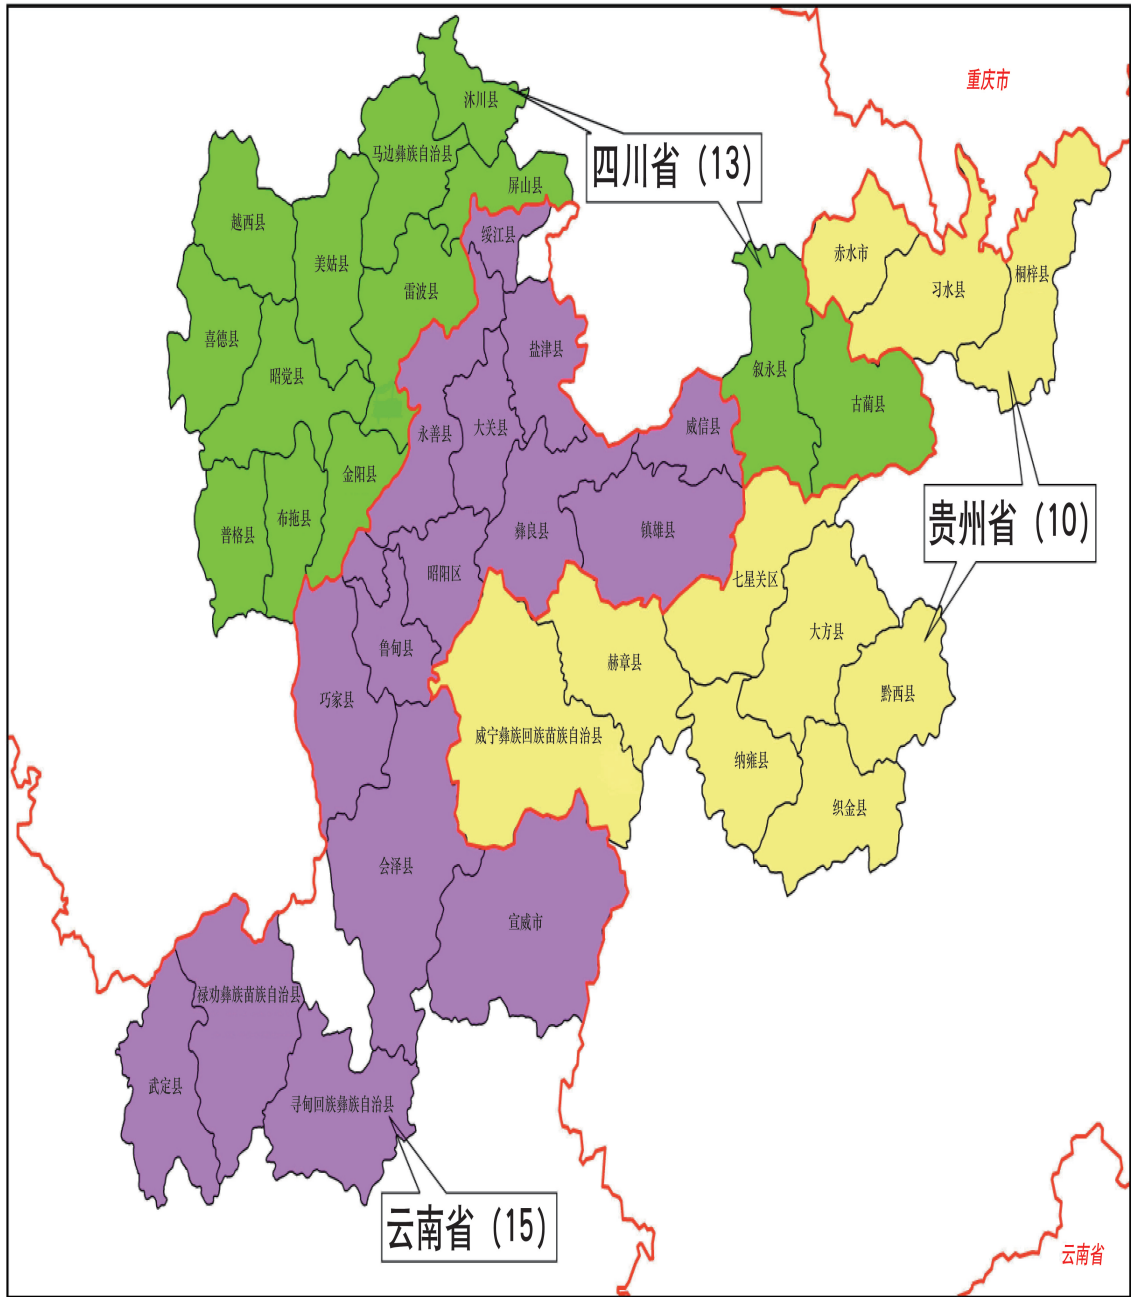 重庆市
沐川县
马边彝族自治县
四川省（13）
屏山县
越西县
绥江县
赤水市
美姑县
桐梓县
雷波县
习水县
喜德县
盐津县
昭觉县
叙永县
古蔺县
大关县
威信县
永善县
金阳县
布拖县
贵州省（10）
普格县
彝良县
镇雄县
昭阳区
七星关区
大方县
鲁甸县
赫章县
黔西县
巧家县
威宁彝族回族苗族自治县
纳雍县
织金县
会泽县
宣威市
禄劝彝族苗族自治县
武定县
寻甸回族彝族自治县
云南省（15）
云南省